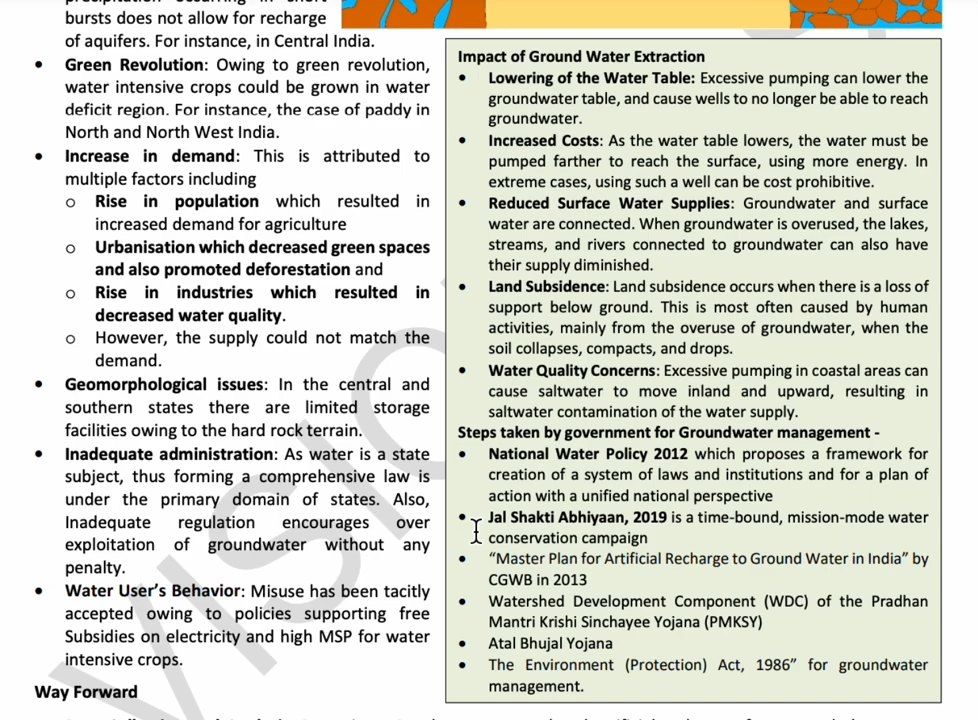 precipitation occurring in short
bursts does not allow for recharge
of aquifers. For instance, in Central India.
• Green Revolution: Owing to green revolution,
water intensive crops could be grown in water
deficit region. For instance, the case of paddy in
North and North West India.
• Increase in demand: This is attributed to
multiple factors including
o Rise in population which resulted in
increased demand for agriculture
o Urbanisation which decreased green spaces
and also promoted deforestation and
o Rise in industries which resulted in
decreased water quality.
o However, the supply could not match the
demand.
• Geomorphological issues: In the central and
southern states there are limited storage
facilities owing to the hard rock terrain.
• Inadequate administration: As water is a state
subject, thus forming a comprehensive law is
under the primary domain of states. Also,
Inadequate regulation encourages over
exploitation of groundwater without any
penalty.
• Water User's Behavior: Misuse has been tacitly
accepted owing to policies supporting free
Subsidies on electricity and high MSP for water
intensive crops.
Way Forward
Impact of Ground Water Extraction
• Lowering of the Water Table: Excessive pumping can lower the
groundwater table, and cause wells to no longer be able to reach
groundwater.
• Increased Costs: As the water table lowers, the water must be
pumped farther to reach the surface, using more energy. In
extreme cases, using such a well can be cost prohibitive.
• Reduced Surface Water Supplies: Groundwater and surface
water are connected. When groundwater is overused, the lakes,
streams, and rivers connected to groundwater can also have
their supply diminished.
• Land Subsidence: Land subsidence occurs when there is a loss of
support below ground. This is most often caused by human
activities, mainly from the overuse of groundwater, when the
soil collapses, compacts, and drops.
• Water Quality Concerns: Excessive pumping in coastal areas can
cause saltwater to move inland and upward, resulting in
saltwater contamination of the water supply.
Steps taken by government for Groundwater management -
• National Water Policy 2012 which proposes a framework for
creation of a system of laws and institutions and for a plan of
action with a unified national perspective
• Jal Shakti Abhiyaan, 2019 is a time-bound, mission-mode water
conservation campaign
• "Master Plan for Artificial Recharge to Ground Water in India" by
CGWB in 2013
• Watershed Development Component (WDC) of the Pradhan
Mantri Krishi Sinchayee Yojana (PMKSY)
• Atal Bhujal Yojana
• The Environment (Protection) Act, 1986" for groundwater
management.
VISIO